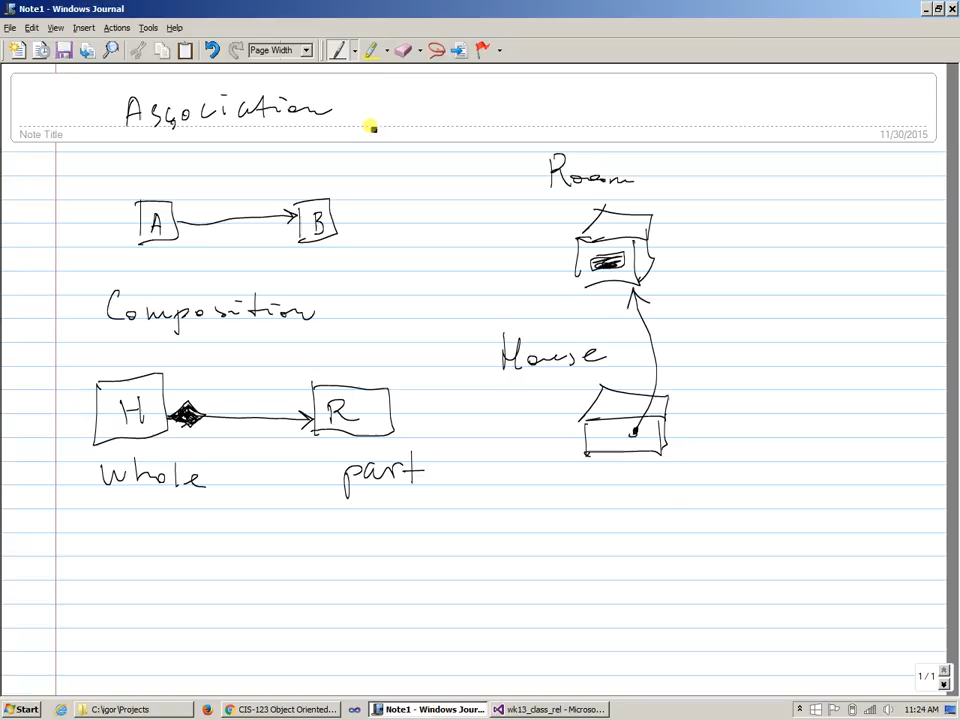 Note1 - Windows Journal
File Edit View Insert Actions Tools Help
Page Width
Association
Note Title
11/30/2015
Room
A
B
Composition
House
H
R
whole
part
1/1
Start
C:\igor\Projects
CIS-123 Object Oriented...
Note1 - Windows Jour...
wk13_class_rel - Microso...
11:24 AM